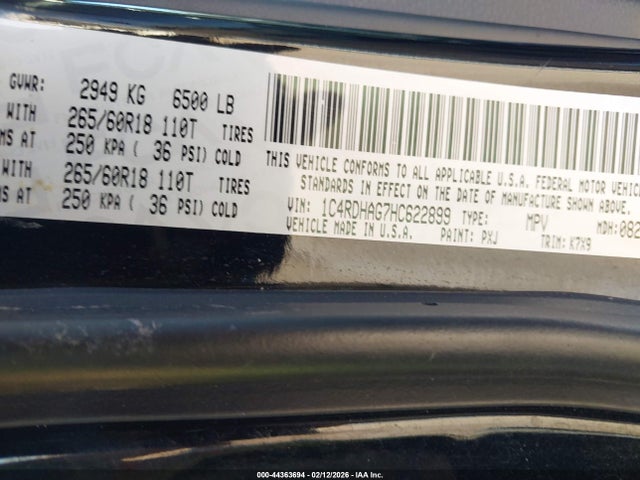 GVWR: 2949 KG 6500 LB
WITH 265/60R18 110T TIRES
MS AT 250 KPA ( 36 PSI) COLD
WITH 265/60R18 110T TIRES
MS AT 250 KPA ( 36 PSI) COLD
THIS VEHICLE CONFORMS TO ALL APPLICABLE U.S.A. FEDERAL MOTOR VEHICL
STANDARDS IN EFFECT ON THE DATE OF MANUFACTURE SHOWN ABOVE.
VIN: 1C4RDHAG7HC622899 TYPE: MPV MDH:082
VEHICLE MADE IN U.S.A. PAINT: PXJ TRIM: K7X9
000-44363694 - 02/12/2026 - IAA Inc.